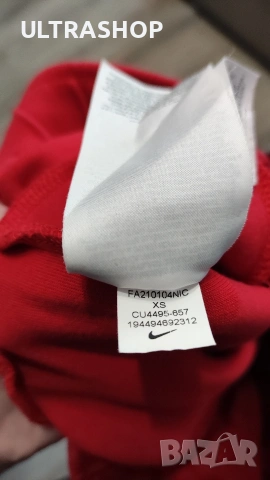 ULTRASHOP
FA210104NIC
XS
CU4495-657
194494692312
BAZAR